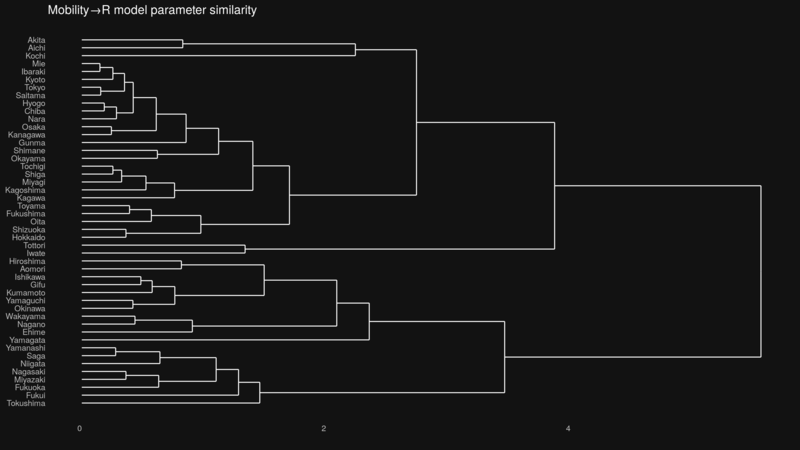 Mobility→R model parameter similarity
Akita
Aichi
Kochi
Mie
Ibaraki
Kyoto
Tokyo
Saitama
Hyogo
Chiba
Nara
Osaka
Kanagawa
Gunma
Shimane
Okayama
Tochigi
Shiga
Miyagi
Kagoshima
Kagawa
Toyama
Fukushima
Oita
Shizuoka
Hokkaido
Tottori
Iwate
Hiroshima
Aomori
Ishikawa
Gifu
Kumamoto
Yamaguchi
Okinawa
Wakayama
Nagano
Ehime
Yamagata
Yamanashi
Saga
Niigata
Nagasaki
Miyazaki
Fukuoka
Fukui
Tokushima
0 2 4